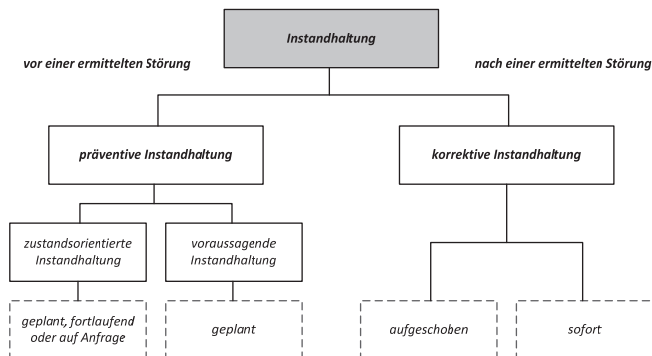 Instandhaltung
vor einer ermittelten Störung
nach einer ermittelten Störung
präventive Instandhaltung
korrektive Instandhaltung
zustandsorientierte
Instandhaltung
voraussagende
Instandhaltung
geplant, fortlaufend
oder auf Anfrage
geplant
aufgeschoben
sofort